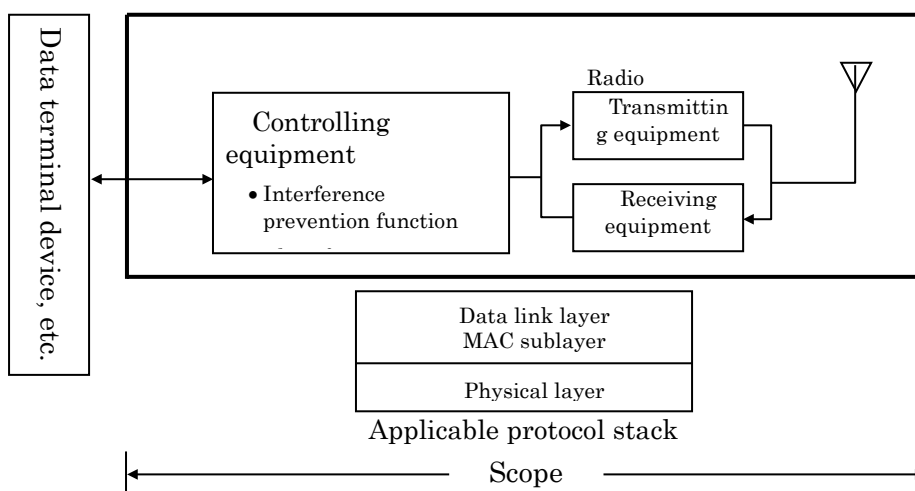 Data terminal device, etc.
Controlling
equipment
• Interference
prevention function
Radio
Transmittin
g equipment
Receiving
equipment
Data link layer
MAC sublayer
Physical layer
Applicable protocol stack
Scope